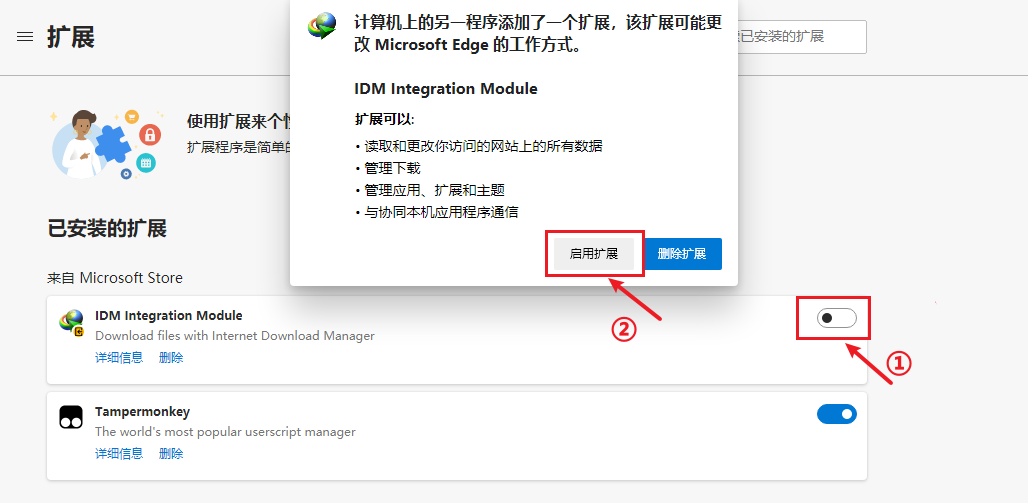 扩展
已安装的扩展
计算机上的另一程序添加了一个扩展，该扩展可能更
改 Microsoft Edge 的工作方式。
IDM Integration Module
扩展可以:
• 读取和更改你访问的网站上的所有数据
• 管理下载
• 管理应用、扩展和主题
• 与协同本机应用程序通信
启用扩展
删除扩展
使用扩展来个性
扩展程序是简单的
已安装的扩展
来自 Microsoft Store
IDM Integration Module
Download files with Internet Download Manager
详细信息 删除
②
①
Tampermonkey
The world's most popular userscript manager
详细信息 删除